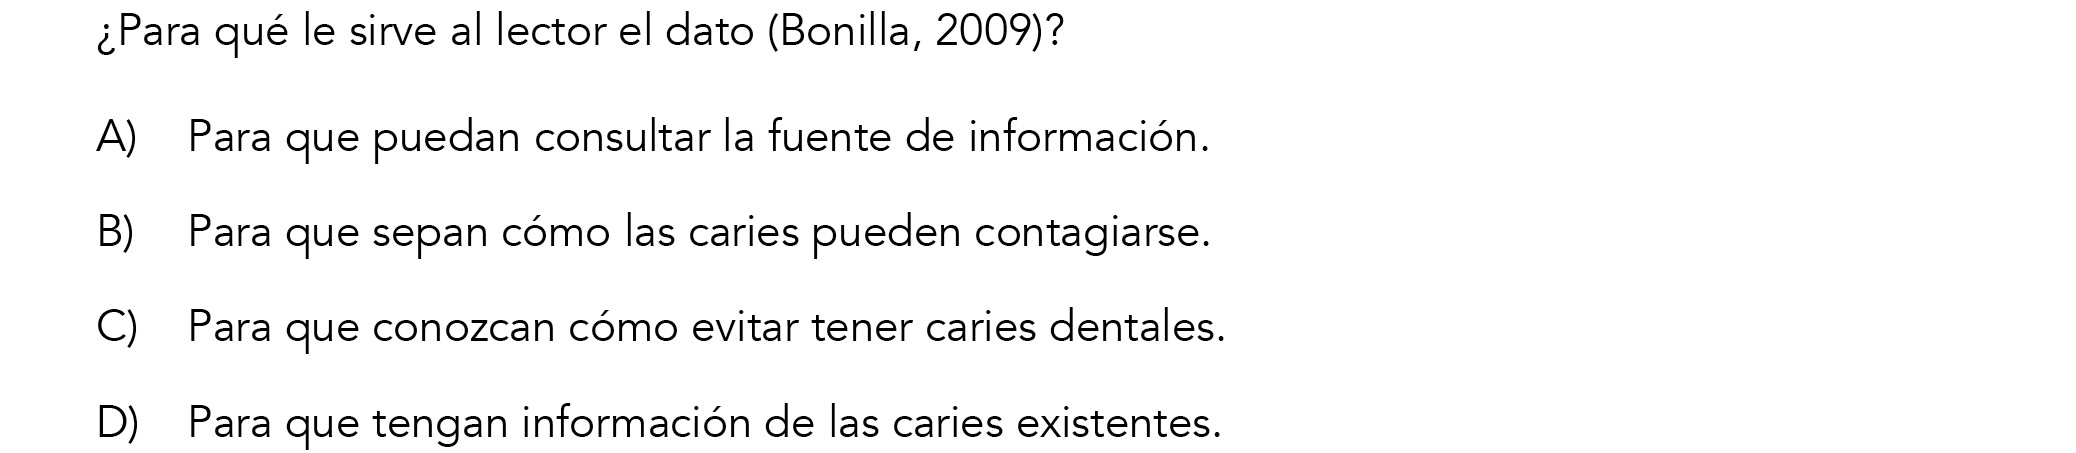 ¿Para qué le sirve al lector el dato (Bonilla, 2009)?
A) Para que puedan consultar la fuente de información.
B) Para que sepan cómo las caries pueden contagiarse.
C) Para que conozcan cómo evitar tener caries dentales.
D) Para que tengan información de las caries existentes.